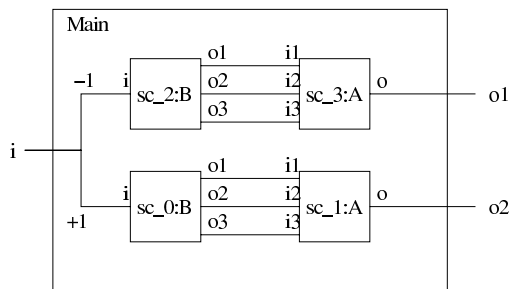 Main
o1 i1
−1 i sc_2:B o2 i2 sc_3:A o o1
o3 i3
i
o1 i1
+1 i sc_0:B o2 i2 sc_1:A o o2
o3 i3